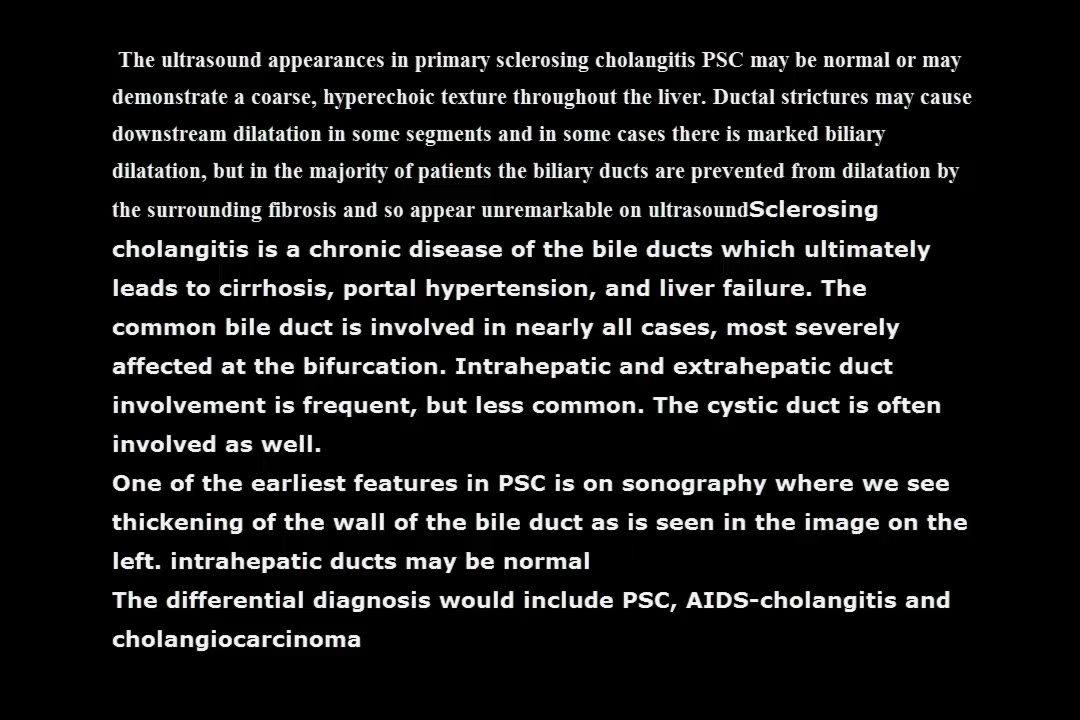 The ultrasound appearances in primary sclerosing cholangitis PSC may be normal or may
demonstrate a coarse, hyperechoic texture throughout the liver. Ductal strictures may cause
downstream dilatation in some segments and in some cases there is marked biliary
dilatation, but in the majority of patients the biliary ducts are prevented from dilatation by
the surrounding fibrosis and so appear unremarkable on ultrasoundSclerosing
cholangitis is a chronic disease of the bile ducts which ultimately
leads to cirrhosis, portal hypertension, and liver failure. The
common bile duct is involved in nearly all cases, most severely
affected at the bifurcation. Intrahepatic and extrahepatic duct
involvement is frequent, but less common. The cystic duct is often
involved as well.
One of the earliest features in PSC is on sonography where we see
thickening of the wall of the bile duct as is seen in the image on the
left. intrahepatic ducts may be normal
The differential diagnosis would include PSC, AIDS-cholangitis and
cholangiocarcinoma